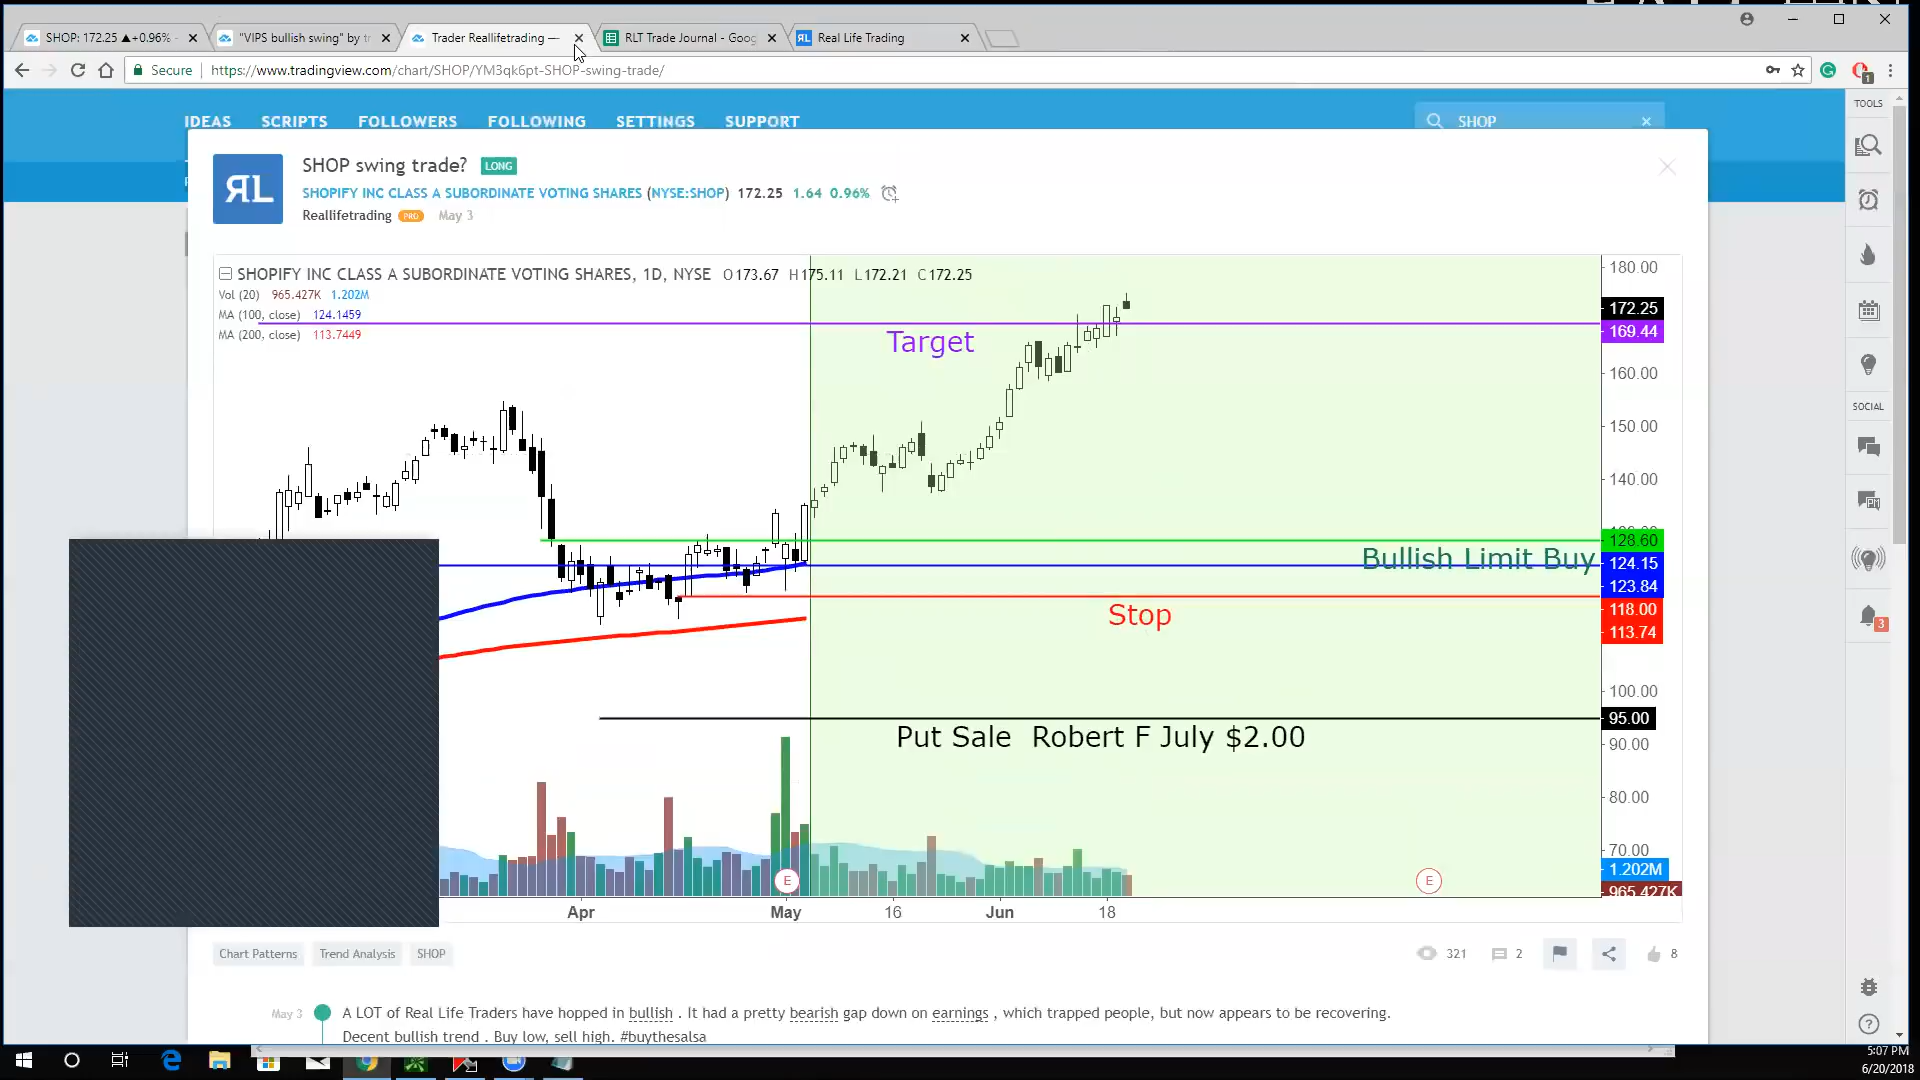 SHOP: 172.25 ▲+0.96% -
"VIPS bullish swing" by tr
Trader Reallifetrading —
RLT Trade Journal - Goog
Real Life Trading
Secure https://www.tradingview.com/chart/SHOP/YM3qk6pt-SHOP-swing-trade/
1
IDEAS SCRIPTS FOLLOWERS FOLLOWING SETTINGS SUPPORT
SHOP
TOOLS
RL
SHOP swing trade? LONG
SHOPIFY INC CLASS A SUBORDINATE VOTING SHARES (NYSE:SHOP) 172.25 1.64 0.96%
Reallifetrading PRO May 3
SHOPIFY INC CLASS A SUBORDINATE VOTING SHARES, 1D, NYSE O173.67 H175.11 L172.21 C172.25
Vol (20) 965.427K 1.202M
MA (100, close) 124.1459
MA (200, close) 113.7449
Target
Bullish Limit Buy
Stop
Put Sale Robert F July $2.00
180.00
172.25
169.44
160.00
150.00
140.00
128.60
124.15
123.84
118.00
113.74
100.00
95.00
90.00
80.00
70.00
1.202M
965.427K
E
E
Apr May 16 Jun 18
SOCIAL
3
Chart Patterns Trend Analysis SHOP
321 2 8
May 3 A LOT of Real Life Traders have hopped in bullish . It had a pretty bearish gap down on earnings , which trapped people, but now appears to be recovering.
Decent bullish trend . Buy low, sell high. #buythesalsa
5:07 PM
6/20/2018